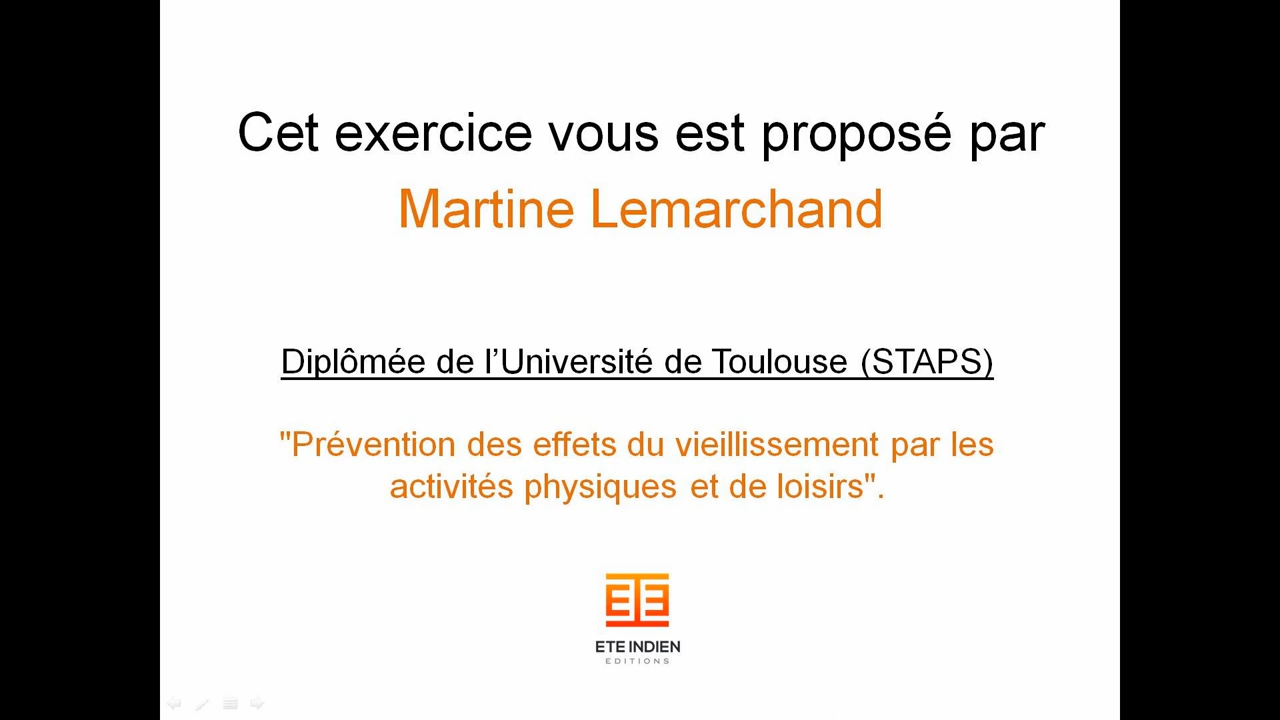 Cet exercice vous est proposé par
Martine Lemarchand
Diplômée de l’Université de Toulouse (STAPS)
"Prévention des effets du vieillissement par les
activités physiques et de loisirs".
ETE
ETE INDIEN
EDITIONS